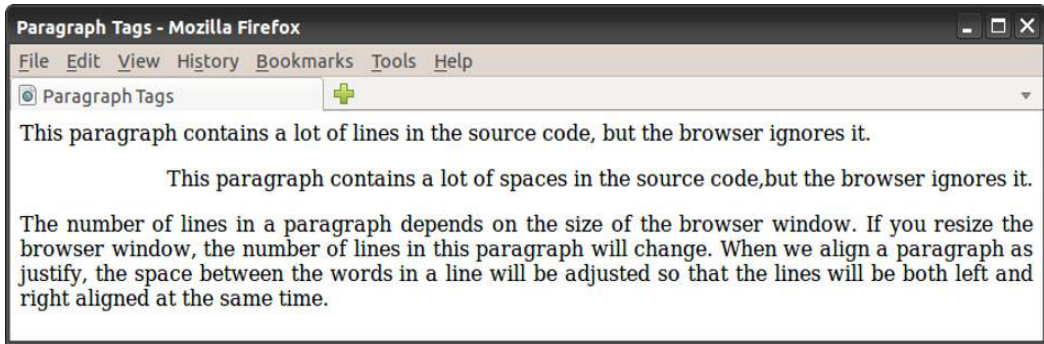 Paragraph Tags - Mozilla Firefox
File Edit View History Bookmarks Tools Help
Paragraph Tags
This paragraph contains a lot of lines in the source code, but the browser ignores it.
This paragraph contains a lot of spaces in the source code,but the browser ignores it.
The number of lines in a paragraph depends on the size of the browser window. If you resize the
browser window, the number of lines in this paragraph will change. When we align a paragraph as
justify, the space between the words in a line will be adjusted so that the lines will be both left and
right aligned at the same time.